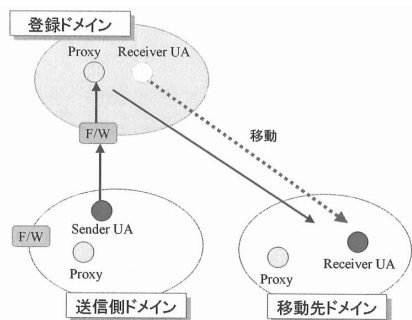 登録ドメイン
Proxy
Receiver UA
F/W
移動
F/W
Sender UA
Proxy
Proxy
Receiver UA
送信側ドメイン
移動先ドメイン